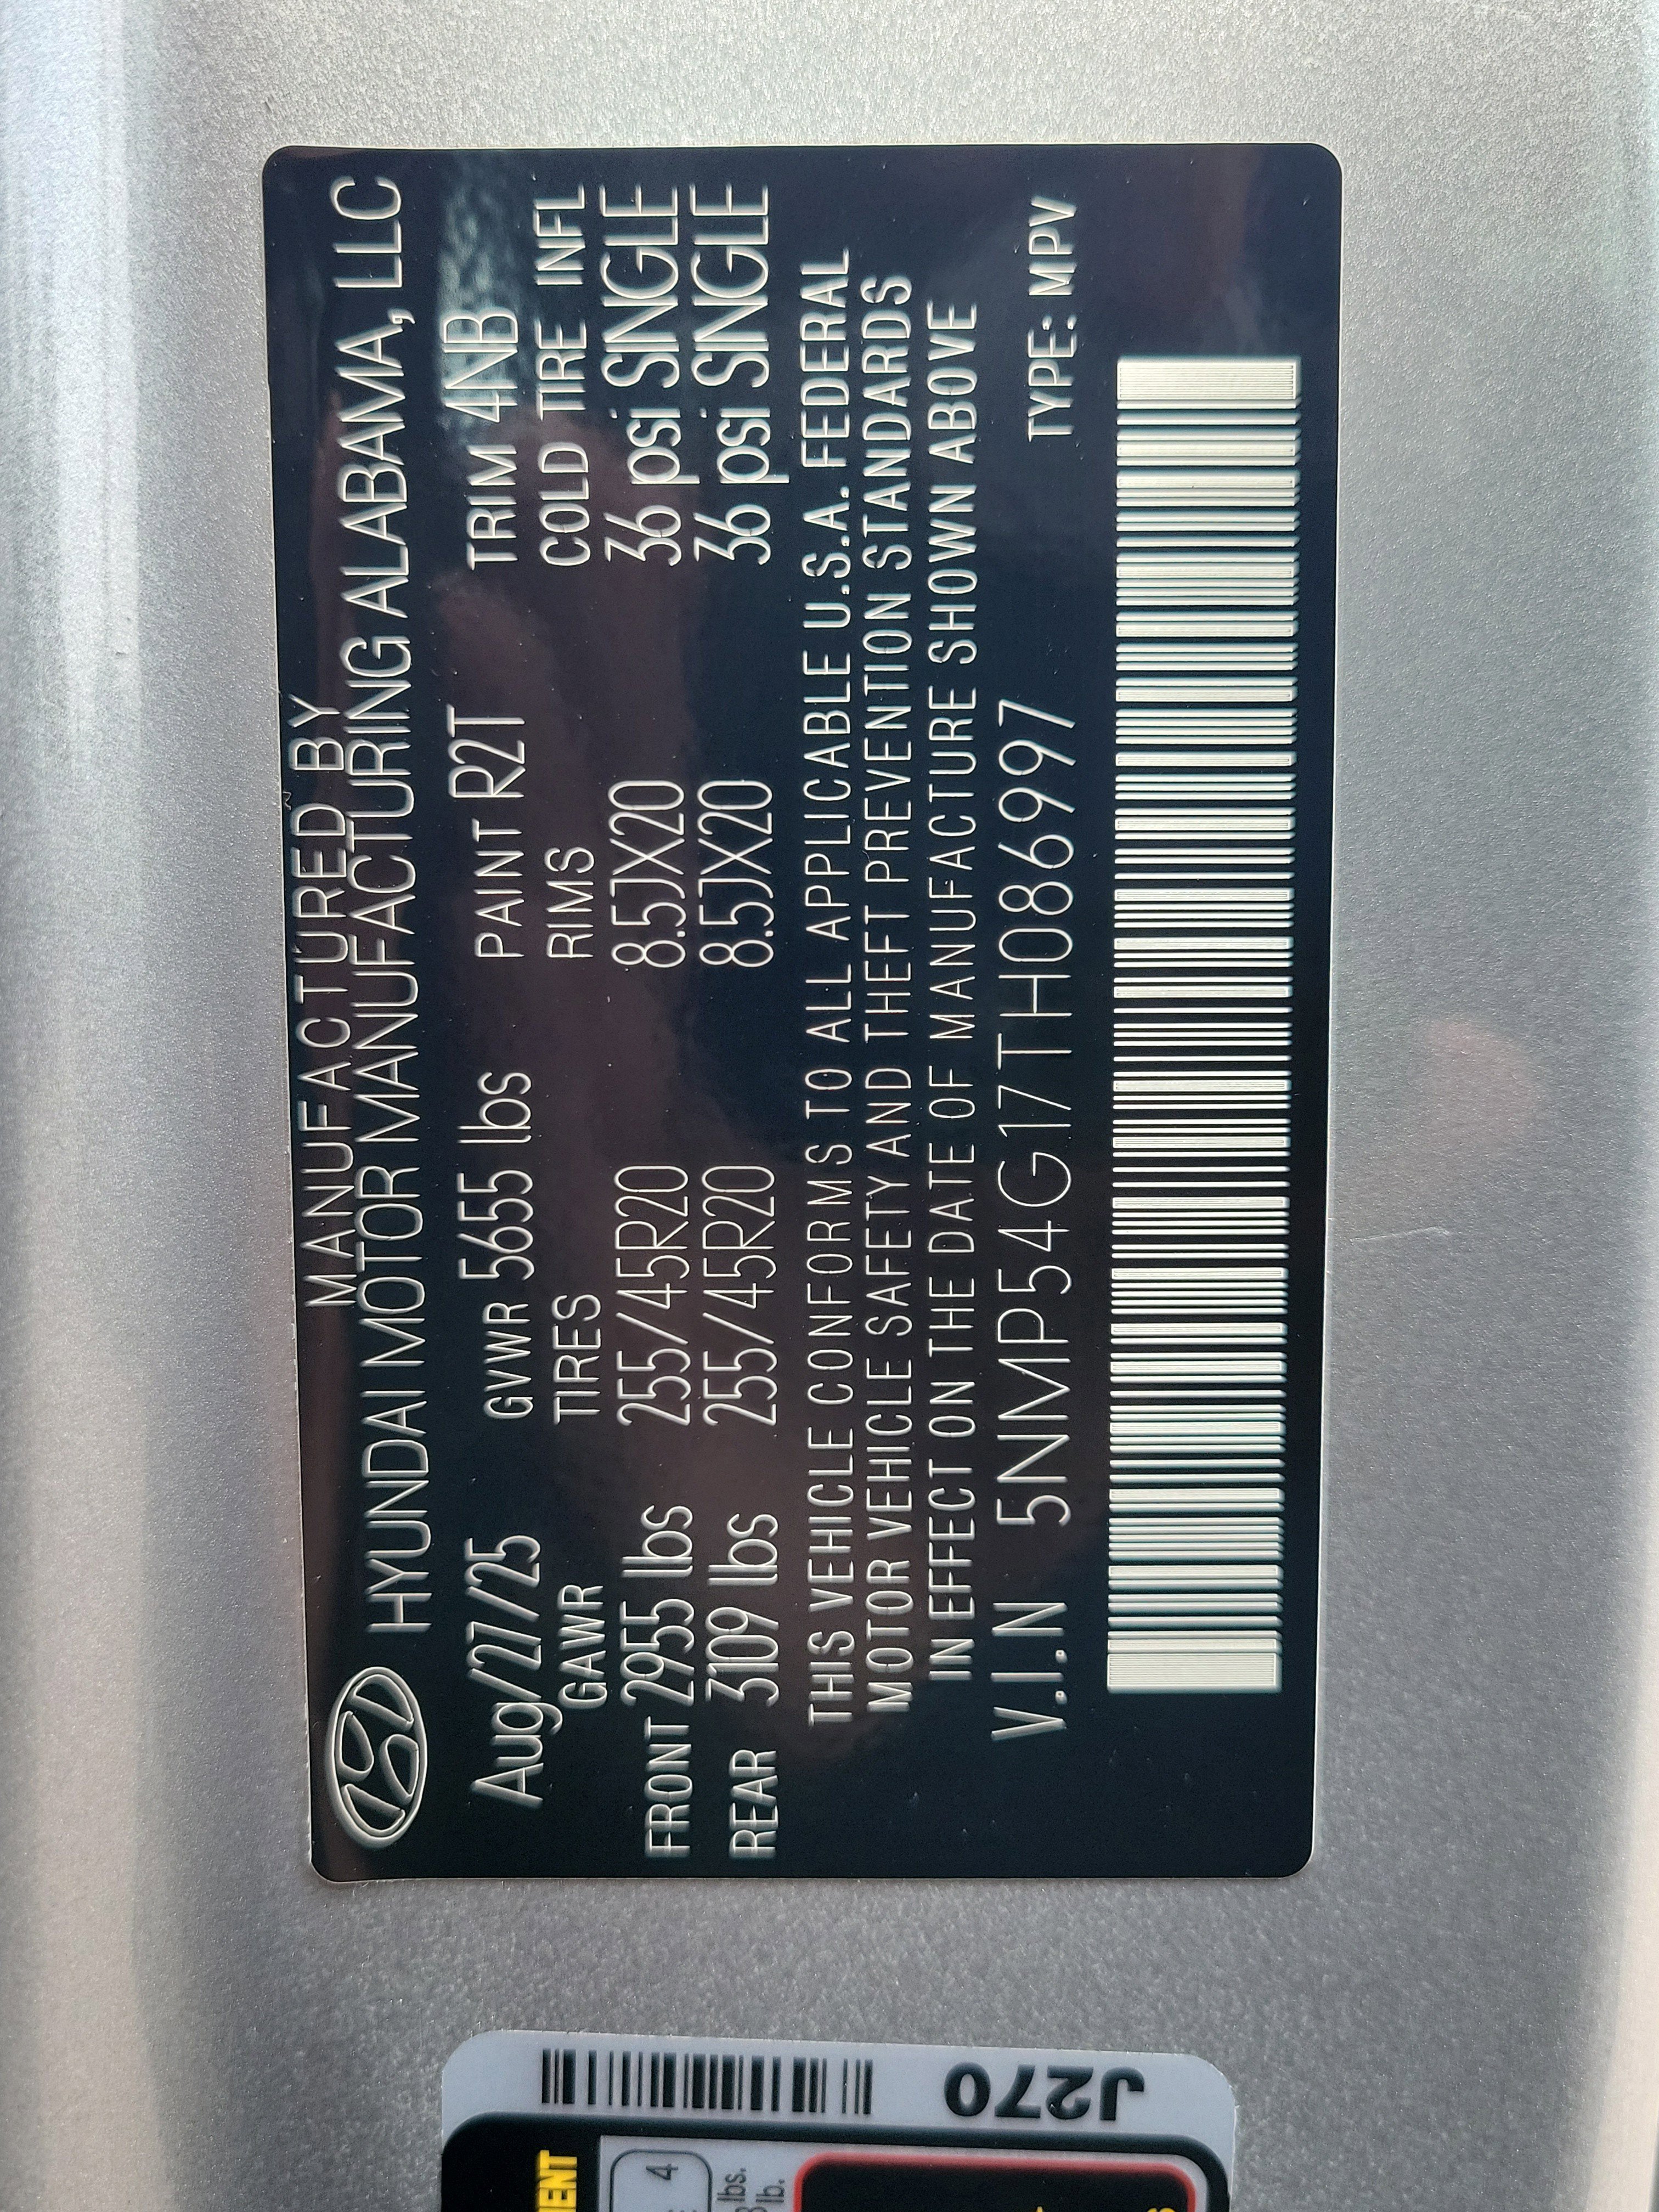 MANUFACTURED BY
HYUNDAI MOTOR MANUFACTURING ALABAMA, LLC
Aug/27/25 GVWR 5655 lbs PAINT R2T TRIM 4NB
GAWR TIRES RIMS COLD TIRE INFL
FRONT 2955 lbs 255/45R20 8.5JX20 36 psi SINGLE
REAR 3109 lbs 255/45R20 8.5JX20 36 psi SINGLE
THIS VEHICLE CONFORMS TO ALL APPLICABLE U.S.A. FEDERAL
MOTOR VEHICLE SAFETY AND THEFT PREVENTION STANDARDS
IN EFFECT ON THE DATE OF MANUFACTURE SHOWN ABOVE
V.I.N 5NMP54G17TH086997 TYPE: MPV
J270
4
lbs.
lb.